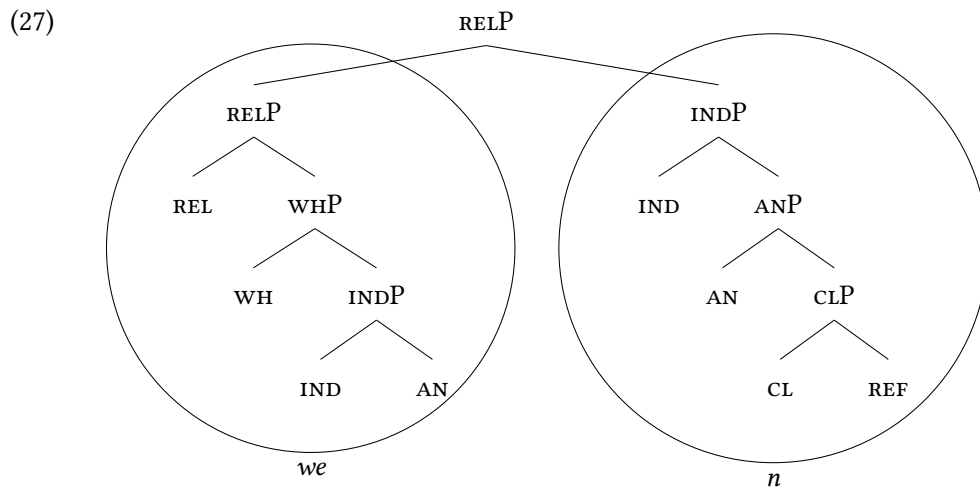 (27)
RELP
RELP INDP
REL WHP IND ANP
WH INDP AN CLP
IND AN CL REF
we n